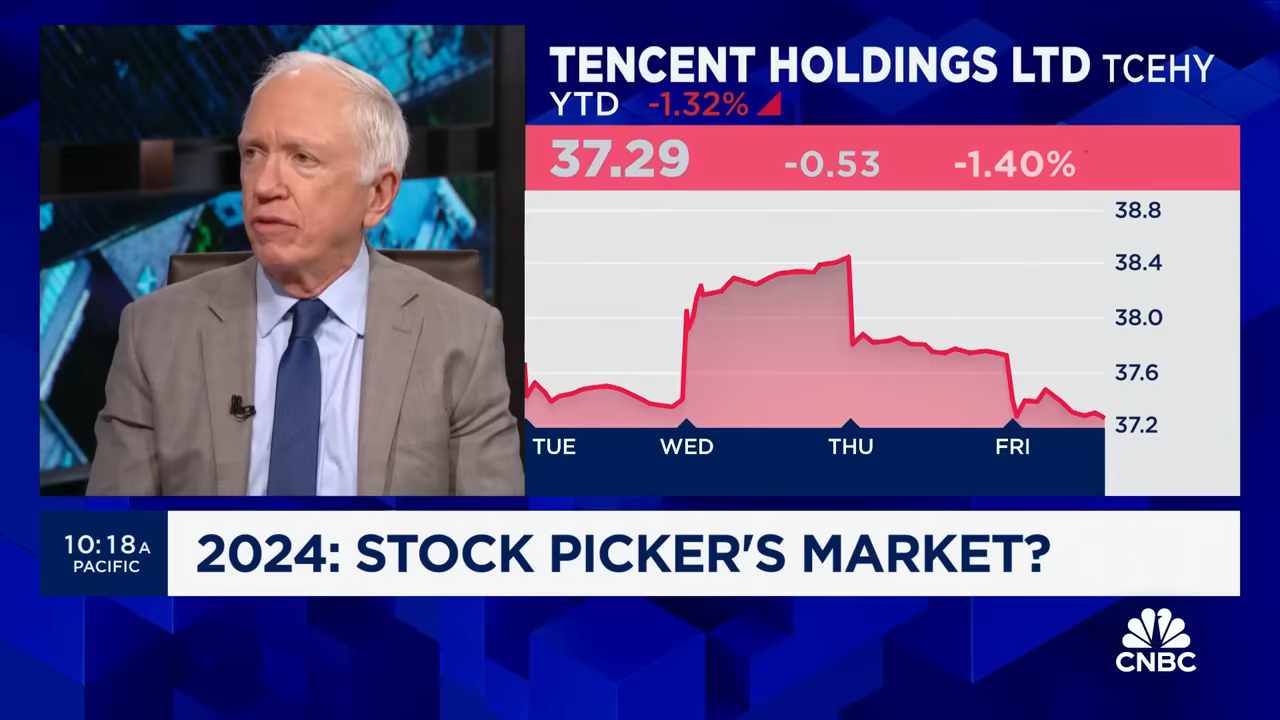 TENCENT HOLDINGS LTD TCEHY
YTD -1.32%
37.29 -0.53 -1.40%
38.8
38.4
38.0
37.6
37.2
TUE WED THU FRI
10:18 A
PACIFIC
2024: STOCK PICKER'S MARKET?
CNBC